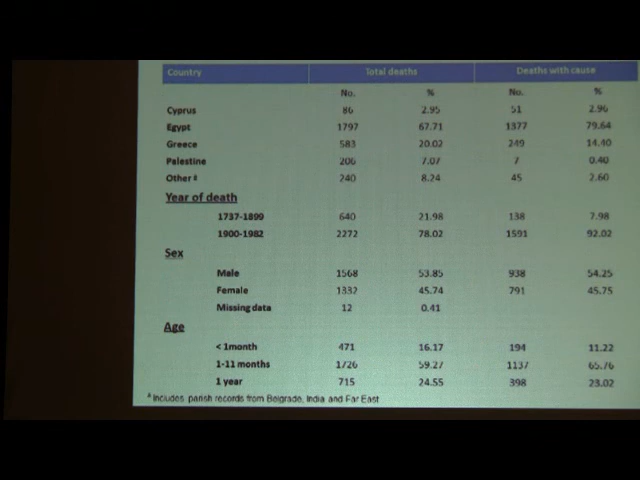 Country Total deaths Deaths with cause
No. % No. %
Cyprus 86 2.95 51 2.96
Egypt 1797 67.71 1377 79.64
Greece 583 20.02 249 14.40
Palestine 206 7.07 7 0.40
Other # 240 8.24 45 2.60
Year of death
1737-1899 640 21.98 138 7.98
1900-1982 2272 78.02 1591 92.02
Sex
Male 1568 53.85 938 54.25
Female 1332 45.74 791 45.75
Missing data 12 0.41
Age
< 1month 471 16.17 194 11.22
1-11 months 1726 59.27 1137 65.76
1 year 715 24.55 398 23.02
# Includes parish records from Belgrade, India and Far East